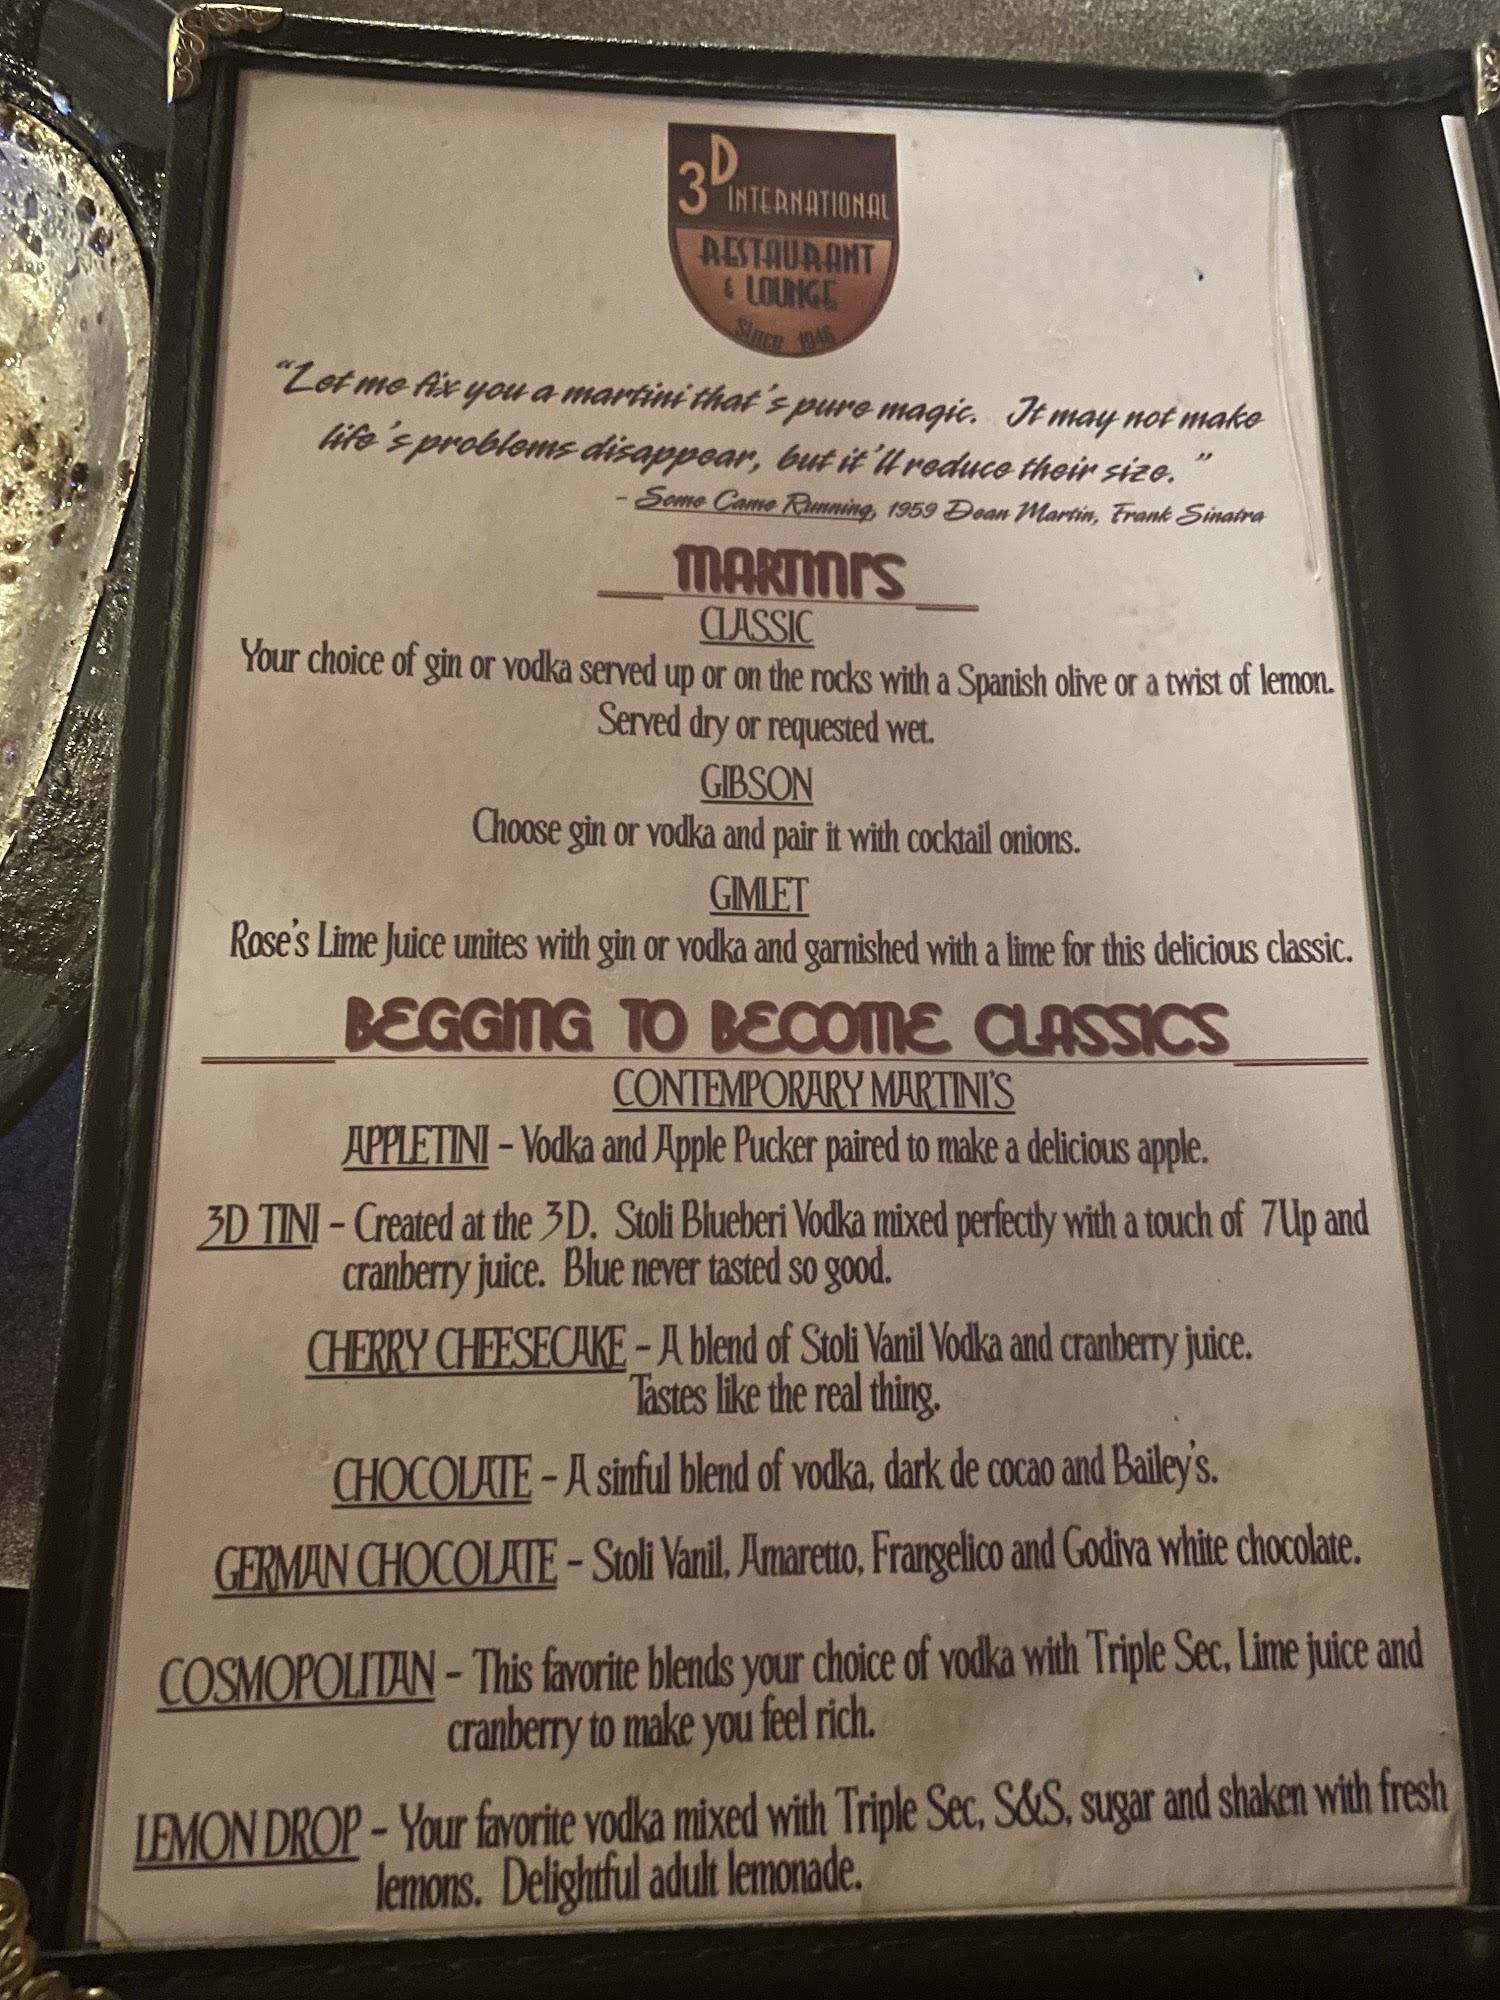 3D INTERNATIONAL
RESTAURANT
& LOUNGE
Since 1946
"Let me fix you a martini that's pure magic. It may not make
life's problems disappear, but it'll reduce their size."
- Some Came Running, 1959 Dean Martin, Frank Sinatra
MARTINI'S
CLASSIC
Your choice of gin or vodka served up or on the rocks with a Spanish olive or a twist of lemon.
Served dry or requested wet.
GIBSON
Choose gin or vodka and pair it with cocktail onions.
GIMLET
Rose's Lime Juice unites with gin or vodka and garnished with a lime for this delicious classic.
BEGGING TO BECOME CLASSICS
CONTEMPORARY MARTINI'S
APPLETINI – Vodka and Apple Pucker paired to make a delicious apple.
3D TINI – Created at the 3D. Stoli Blueberi Vodka mixed perfectly with a touch of 7Up and
cranberry juice. Blue never tasted so good.
CHERRY CHEESECAKE – A blend of Stoli Vanil Vodka and cranberry juice.
Tastes like the real thing.
CHOCOLATE – A sinful blend of vodka, dark de cocao and Bailey's.
GERMAN CHOCOLATE – Stoli Vanil, Amaretto, Frangelico and Godiva white chocolate.
COSMOPOLITAN – This favorite blends your choice of vodka with Triple Sec, Lime juice and
cranberry to make you feel rich.
LEMON DROP – Your favorite vodka mixed with Triple Sec, S&S, sugar and shaken with fresh
lemons. Delightful adult lemonade.